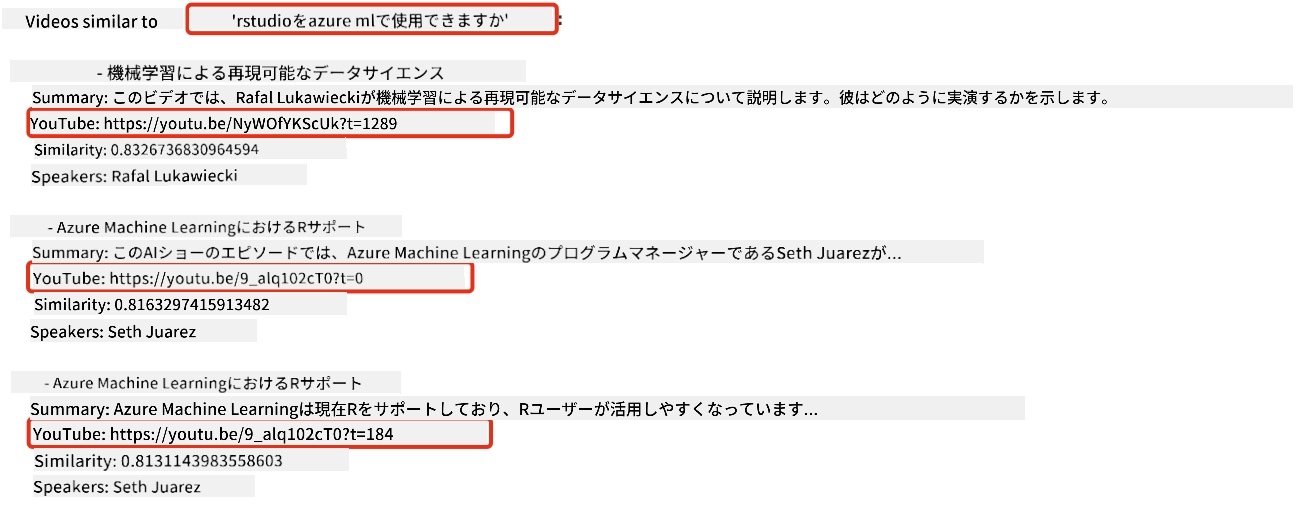 Videos similar to 'rstudioをazure mlで使用できますか':
- 機械学習による再現可能なデータサイエンス
Summary: このビデオでは、Rafal Lukawieckiが機械学習による再現可能なデータサイエンスについて説明します。彼はどのように実演するかを示します。
YouTube: https://youtu.be/NyWOfYKScUk?t=1289
Similarity: 0.8326736830964594
Speakers: Rafal Lukawiecki
- Azure Machine LearningにおけるRサポート
Summary: このAIショーのエピソードでは、Azure Machine LearningのプログラムマネージャーであるSeth Juarezが...
YouTube: https://youtu.be/9_alq102cT0?t=0
Similarity: 0.8163297415913482
Speakers: Seth Juarez
- Azure Machine LearningにおけるRサポート
Summary: Azure Machine Learningは現在Rをサポートしており、Rユーザーが活用しやすくなっています...
YouTube: https://youtu.be/9_alq102cT0?t=184
Similarity: 0.8131143983558603
Speakers: Seth Juarez